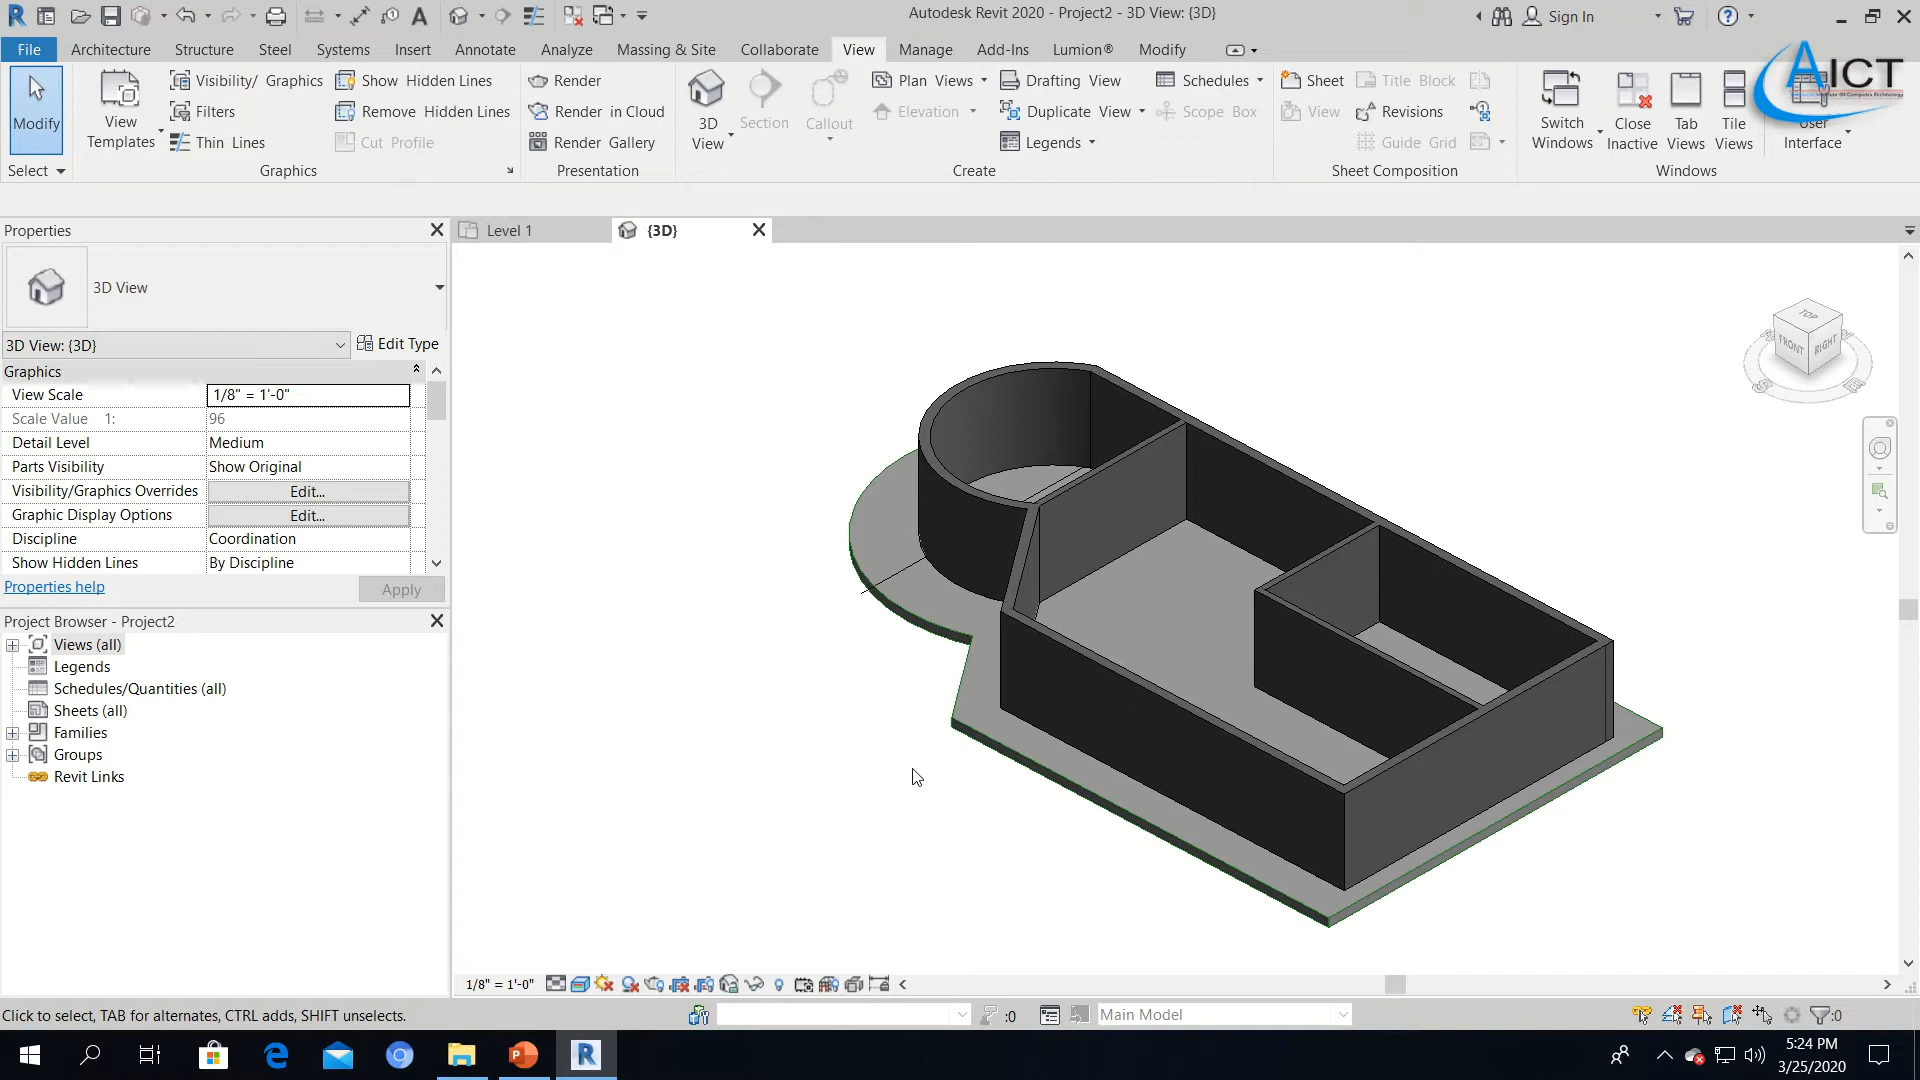 Autodesk Revit 2020 - Project2 - 3D View: {3D}
Sign In
File Architecture Structure Steel Systems Insert Annotate Analyze Massing & Site Collaborate View Manage Add-Ins Lumion® Modify
Modify
View
Templates
Visibility/ Graphics
Filters
Thin Lines
Show Hidden Lines
Remove Hidden Lines
Cut Profile
Render
Render in Cloud
Render Gallery
3D
View
Section
Callout
Plan Views
Elevation
Drafting View
Duplicate View
Legends
Schedules
Scope Box
Sheet
View
Title Block
Revisions
Guide Grid
Switch
Windows
Close
Inactive
Tab
Views
Tile
Views
User
Interface
AICT
Select
Graphics
Presentation
Create
Sheet Composition
Windows
Properties
3D View
3D View: {3D}
Edit Type
Graphics
View Scale 1/8" = 1'-0"
Scale Value 1: 96
Detail Level Medium
Parts Visibility Show Original
Visibility/Graphics Overrides Edit...
Graphic Display Options Edit...
Discipline Coordination
Show Hidden Lines By Discipline
Properties help
Apply
Project Browser - Project2
Views (all)
Legends
Schedules/Quantities (all)
Sheets (all)
Families
Groups
Revit Links
Level 1
{3D}
TOP
FRONT
RIGHT
S
E
1/8" = 1'-0"
Click to select, TAB for alternates, CTRL adds, SHIFT unselects.
:0
Main Model
:0
5:24 PM
3/25/2020